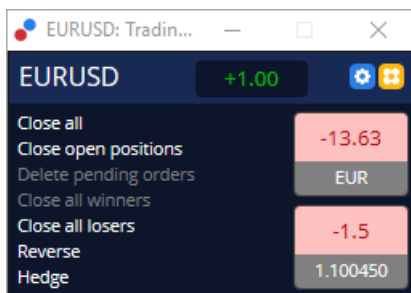 EURUSD: Tradin...
EURUSD +1.00
Close all
Close open positions
Delete pending orders
Close all winners
Close all losers
Reverse
Hedge
-13.63
EUR
-1.5
1.100450